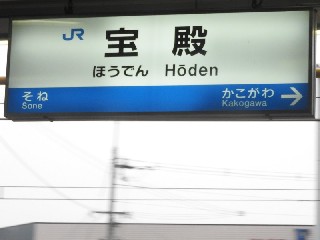 JR 宝殿
ほうでん Hōden
そね かこがわ →
Sone Kakogawa